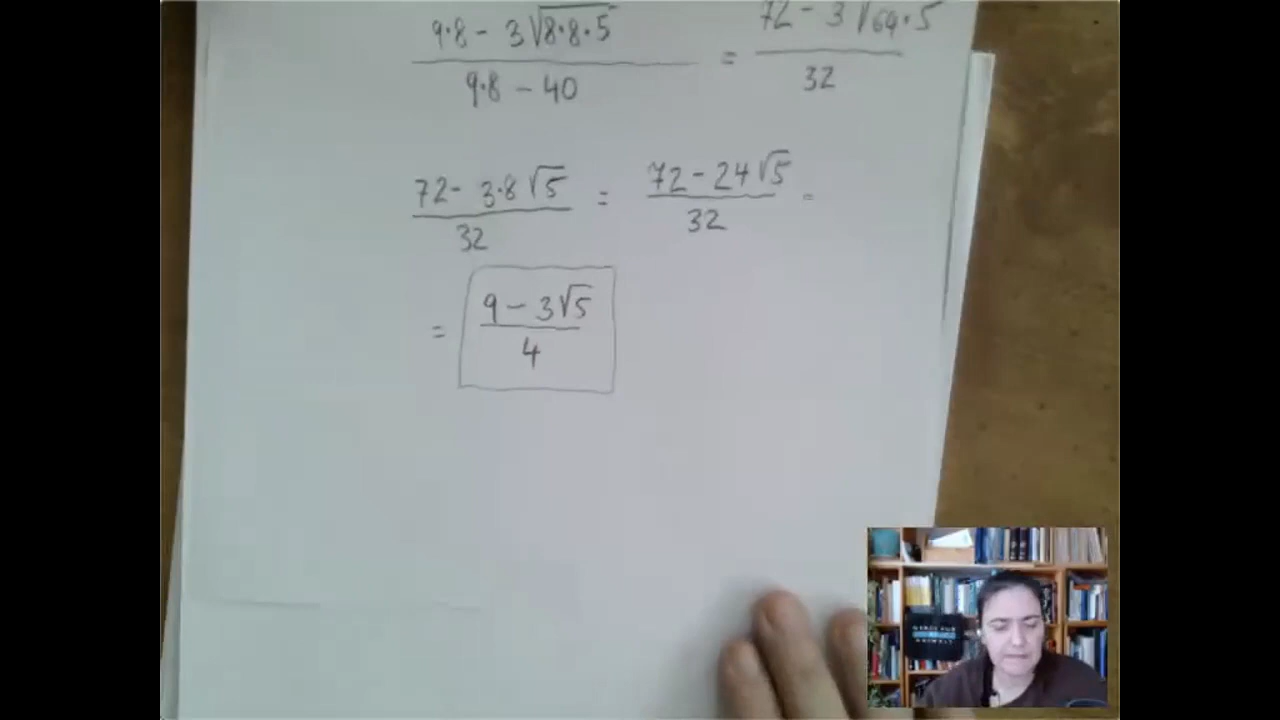 9·8 - 3√8·8·5 / 9·8 - 40 = 72 - 3√64·5 / 32
72 - 3·8√5 / 32 = 72 - 24√5 / 32 =
= 9 - 3√5 / 4